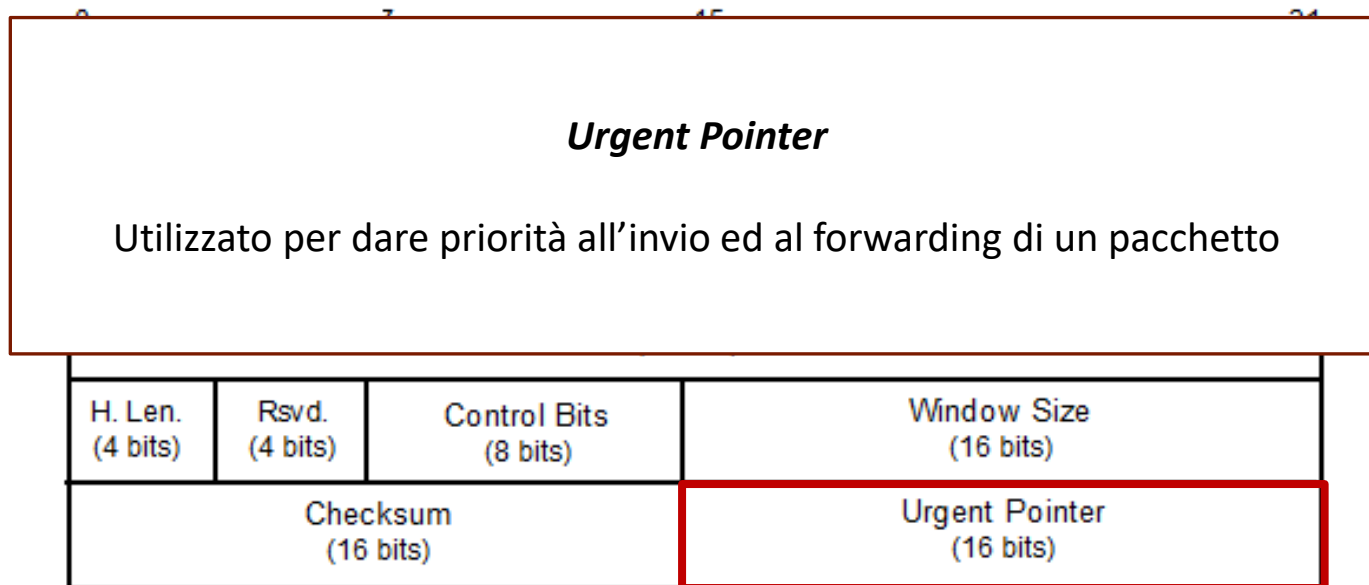 Urgent Pointer
Utilizzato per dare priorità all’invio ed al forwarding di un pacchetto
H. Len.
(4 bits)
Rsvd.
(4 bits)
Control Bits
(8 bits)
Window Size
(16 bits)
Checksum
(16 bits)
Urgent Pointer
(16 bits)